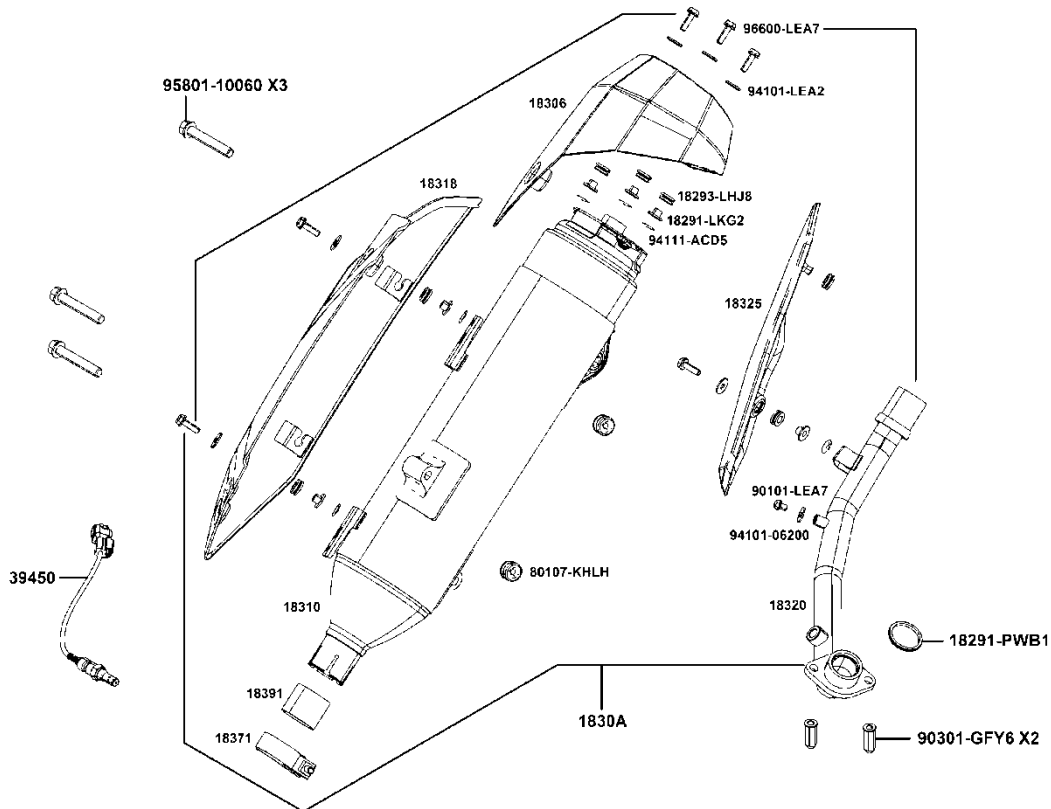 96600-LEA7
95801-10060 X3
94101-LEA2
18306
18318
18293-LHJ8
18291-LKG2
94111-ACD5
18325
90101-LEA7
94101-06200
39450
80107-KHLH
18310
18320
18291-PWB1
18391
1830A
18371
90301-GFY6 X2